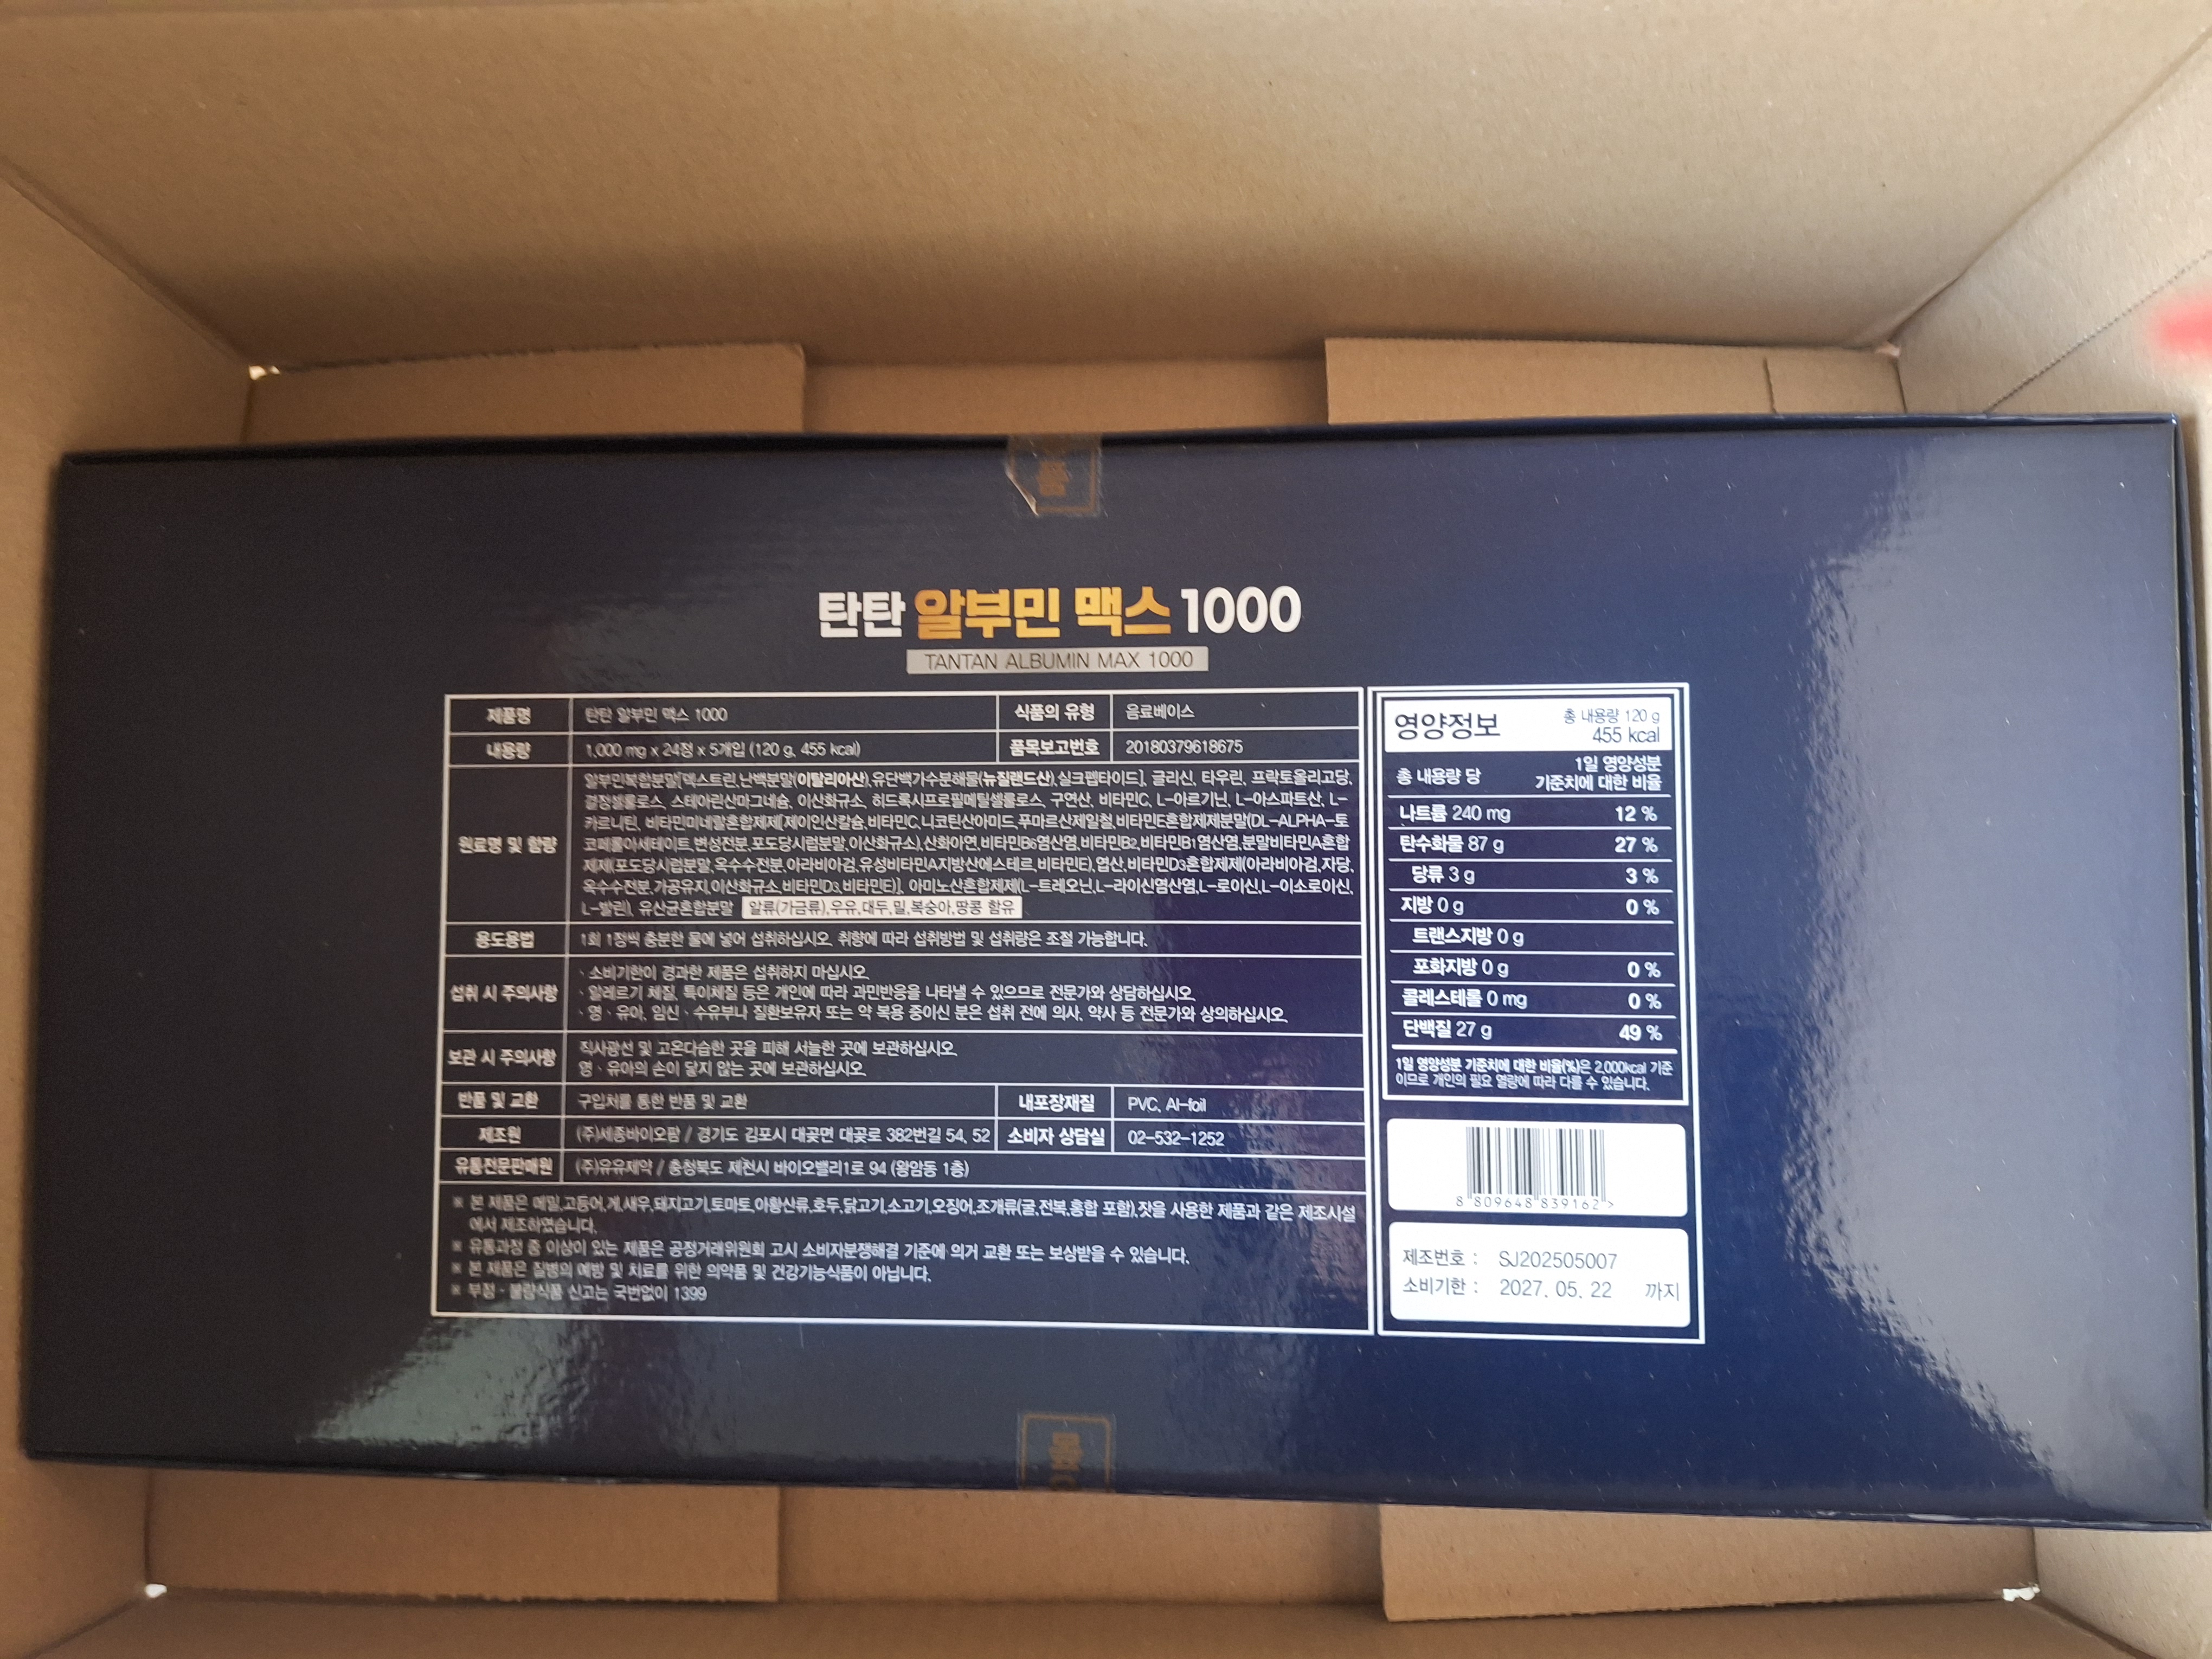 탄탄 알부민 맥스 1000
TANTAN ALBUMIN MAX 1000
제품명 탄탄 알부민 맥스 1000 식품의 유형 음료베이스
내용량 1,000 mg x 24정 x 5개입 (120 g, 455 kcal) 품목보고번호 20180379618675
원료명 및 함량
알부민복합분말[덱스트린,난백분말(이탈리아산),유단백가수분해물(뉴질랜드산),실크펩타이드], 글리신, 타우린, 프락토올리고당,
결정셀룰로스, 스테아린산마그네슘, 이산화규소, 히드록시프로필메틸셀룰로스, 구연산, 비타민C, L-아르기닌, L-아스파트산, L-
카르니틴, 비타민미네랄혼합제제[제이인산칼슘,비타민C,니코틴산아미드,푸마르산제일철,비타민E혼합제제분말(DL-ALPHA-토
코페롤아세테이트,변성전분,포도당시럽분말,이산화규소),산화아연,비타민B6염산염,비타민B2,비타민B1염산염,분말비타민A혼합
제제(포도당시럽분말,옥수수전분,아라비아검,유성비타민A지방산에스테르,비타민E),엽산,비타민D3혼합제제(아라비아검,자당,
옥수수전분,가공유지,이산화규소,비타민D3,비타민E)], 아미노산혼합제제(L-트레오닌,L-라이신염산염,L-로이신,L-이소로이신,
L-발린), 유산균혼합분말 알류(가금류),우유,대두,밀,복숭아,땅콩 함유
용도용법 1회 1정씩 충분한 물에 넣어 섭취하십시오. 취향에 따라 섭취방법 및 섭취량은 조절 가능합니다.
섭취 시 주의사항
· 소비기한이 경과한 제품은 섭취하지 마십시오.
· 알레르기 체질, 특이체질 등은 개인에 따라 과민반응을 나타낼 수 있으므로 전문가와 상담하십시오.
· 영 · 유아, 임신 · 수유부나 질환보유자 또는 약 복용 중이신 분은 섭취 전에 의사, 약사 등 전문가와 상의하십시오.
보관 시 주의사항
직사광선 및 고온다습한 곳을 피해 서늘한 곳에 보관하십시오.
영 · 유아의 손이 닿지 않는 곳에 보관하십시오.
반품 및 교환 구입처를 통한 반품 및 교환 내포장재질 PVC, Al-foil
제조원 (주)세종바이오팜 / 경기도 김포시 대곶면 대곶로 382번길 54, 52 소비자 상담실 02-532-1252
유통전문판매원 (주)유유제약 / 충청북도 제천시 바이오밸리1로 94 (왕암동 1층)
※ 본 제품은 메밀,고등어,게,새우,돼지고기,토마토,아황산류,호두,닭고기,소고기,오징어,조개류(굴,전복,홍합 포함),잣을 사용한 제품과 같은 제조시설
에서 제조하였습니다.
※ 유통과정 중 이상이 있는 제품은 공정거래위원회 고시 소비자분쟁해결 기준에 의거 교환 또는 보상받을 수 있습니다.
※ 본 제품은 질병의 예방 및 치료를 위한 의약품 및 건강기능식품이 아닙니다.
※ 부정 · 불량식품 신고는 국번없이 1399
영양정보
총 내용량 120 g
455 kcal
총 내용량 당
1일 영양성분
기준치에 대한 비율
나트륨 240 mg 12 %
탄수화물 87 g 27 %
당류 3 g 3 %
지방 0 g 0 %
트랜스지방 0 g
포화지방 0 g 0 %
콜레스테롤 0 mg 0 %
단백질 27 g 49 %
1일 영양성분 기준치에 대한 비율(%)은 2,000kcal 기준
이므로 개인의 필요 열량에 따라 다를 수 있습니다.
8 809648 839162 >
제조번호 : SJ202505007
소비기한 : 2027. 05. 22 까지